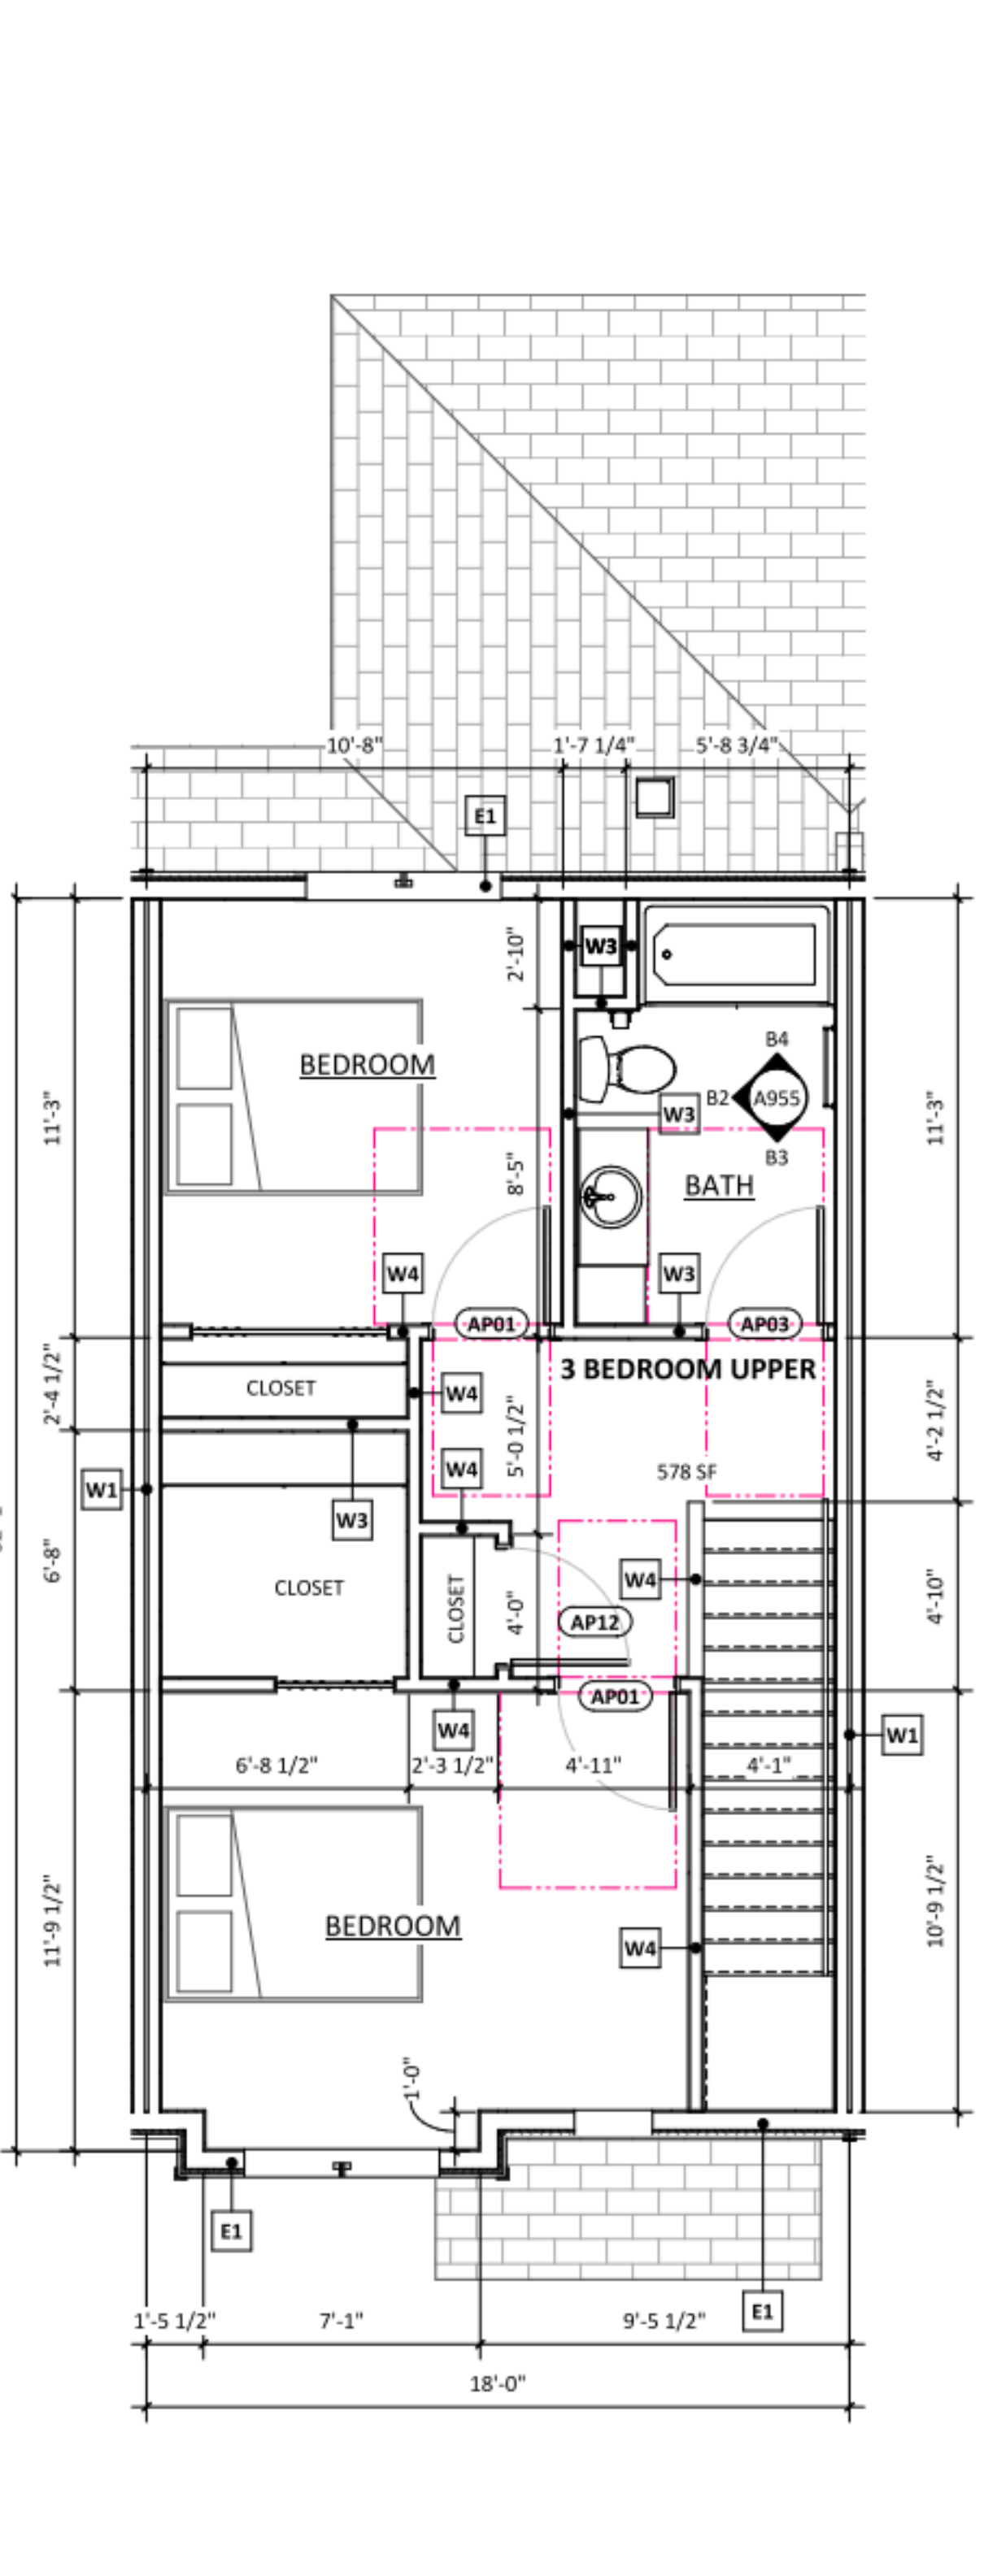 10'-8"
1'-7 1/4"
5'-8 3/4"
E1
2'-10"
W3
BEDROOM
B4
B2
A955
W3
B3
11'-3"
11'-3"
8'-5"
BATH
W4
W3
AP01
AP03
3 BEDROOM UPPER
2'-4 1/2"
CLOSET
W4
5'-0 1/2"
4'-2 1/2"
W4
578 SF
W1
W3
6'-8"
CLOSET
CLOSET
4'-0"
W4
AP12
4'-10"
AP01
W4
W1
6'-8 1/2"
2'-3 1/2"
4'-11"
4'-1"
11'-9 1/2"
BEDROOM
W4
10'-9 1/2"
1'-0"
E1
E1
1'-5 1/2"
7'-1"
9'-5 1/2"
18'-0"